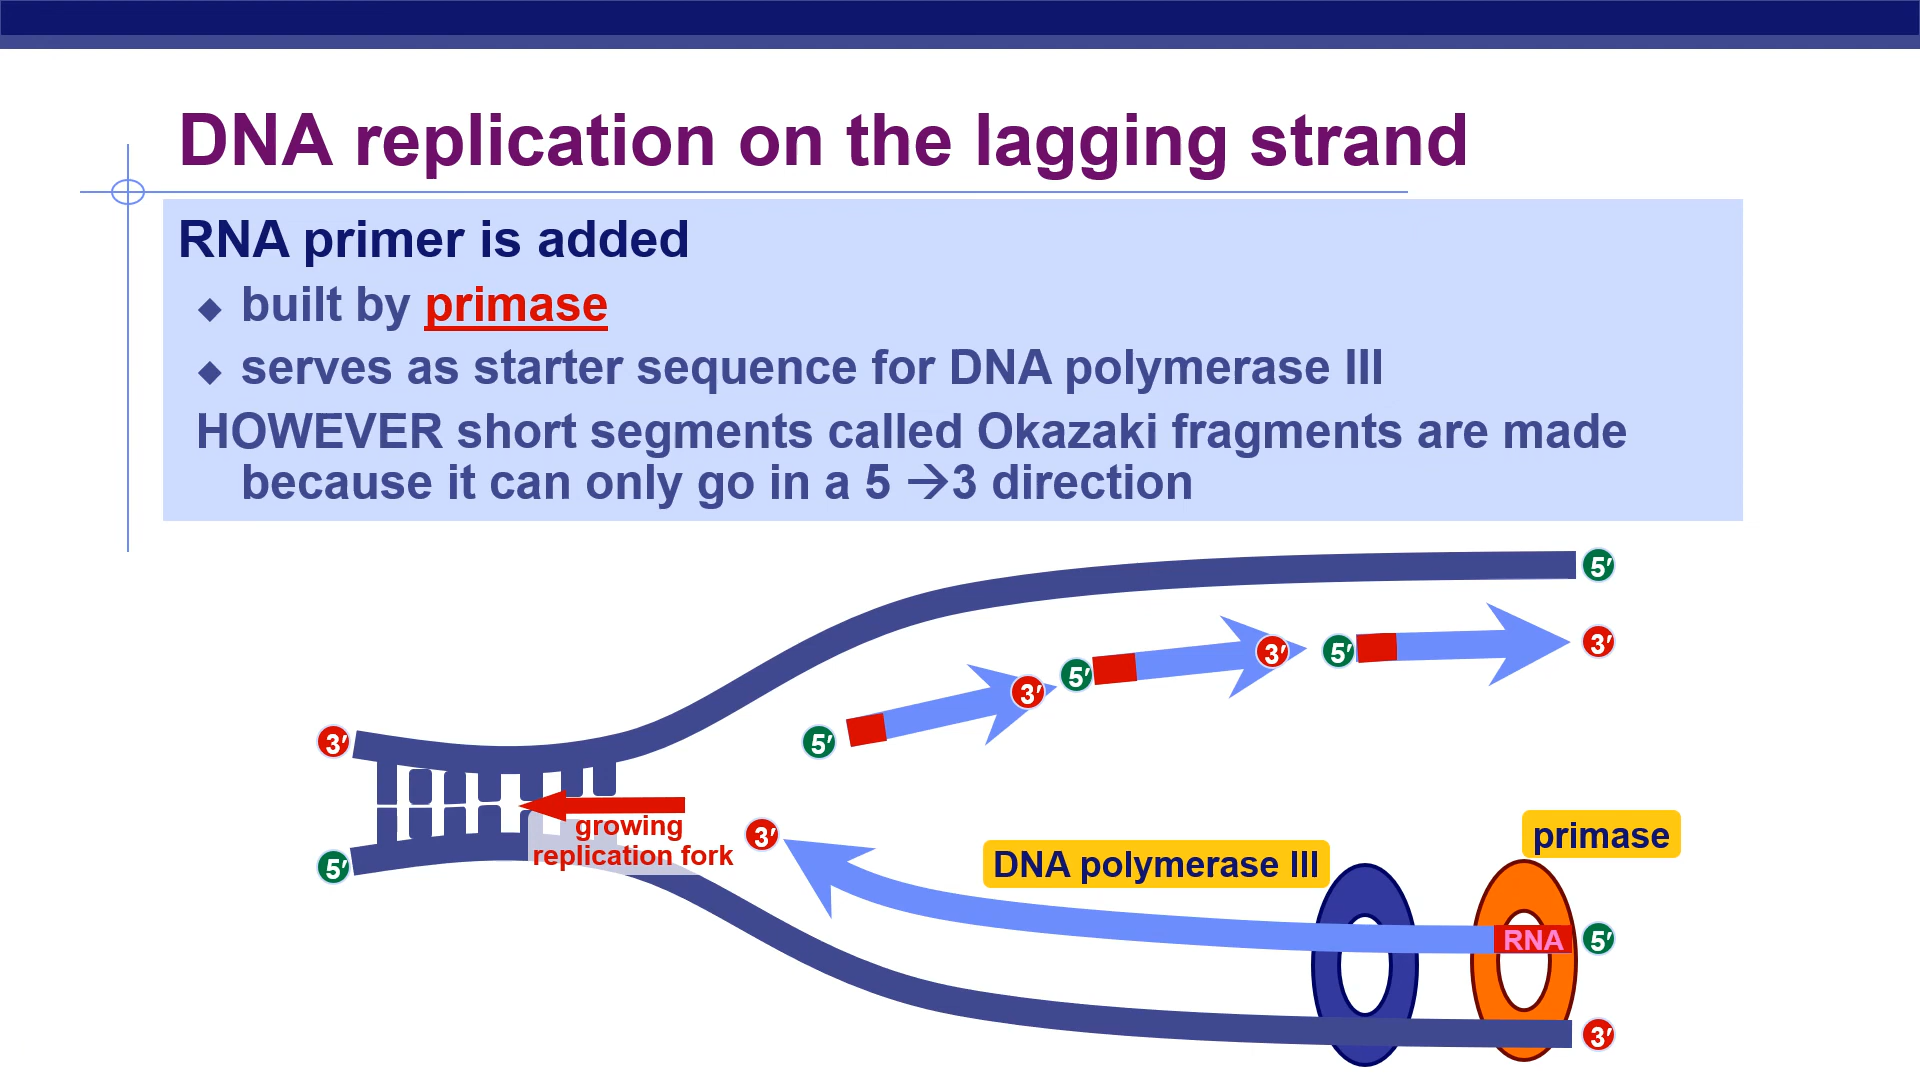 DNA replication on the lagging strand
RNA primer is added
◆ built by primase
◆ serves as starter sequence for DNA polymerase III
HOWEVER short segments called Okazaki fragments are made
because it can only go in a 5 →3 direction
5′
3′
5′
3′
5′
3′
5′
3′
growing
replication fork
5′
3′
DNA polymerase III
primase
RNA
5′
3′